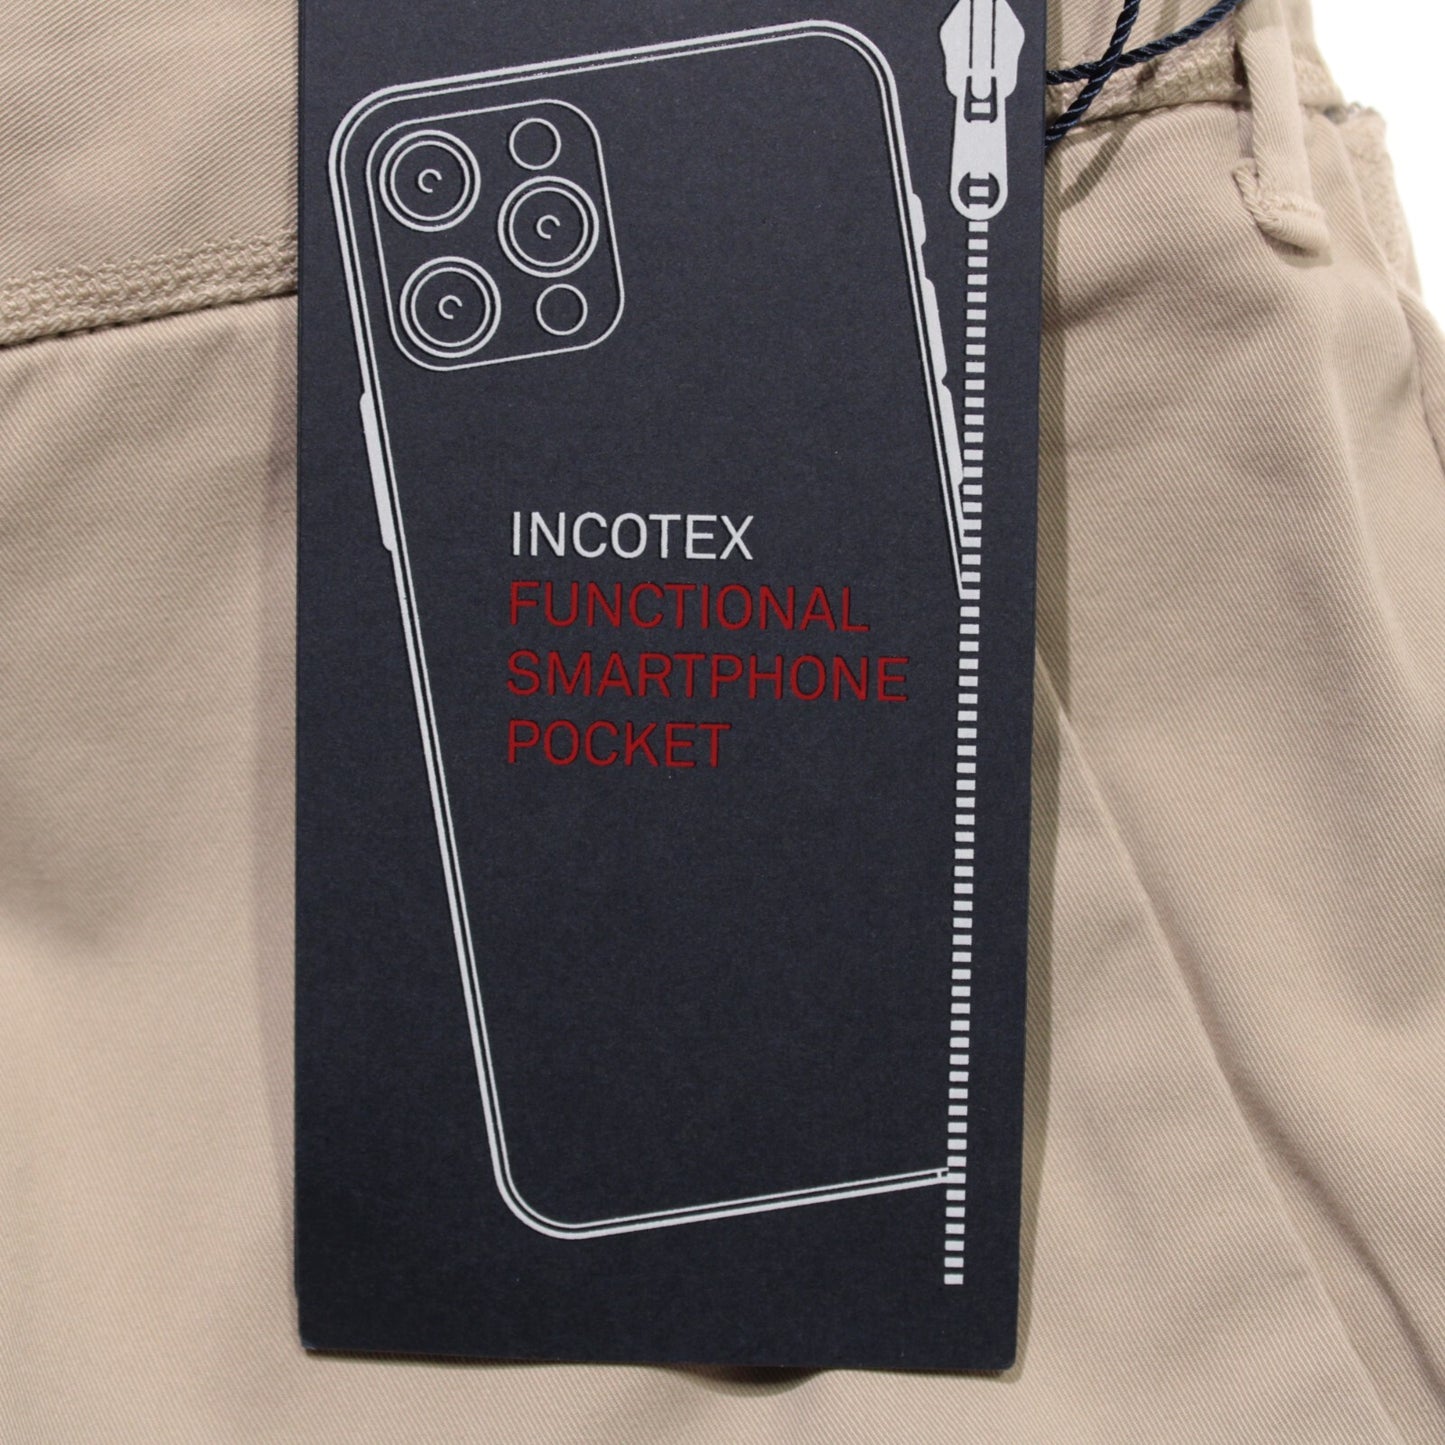 INCOTEX
FUNCTIONAL
SMARTPHONE
POCKET